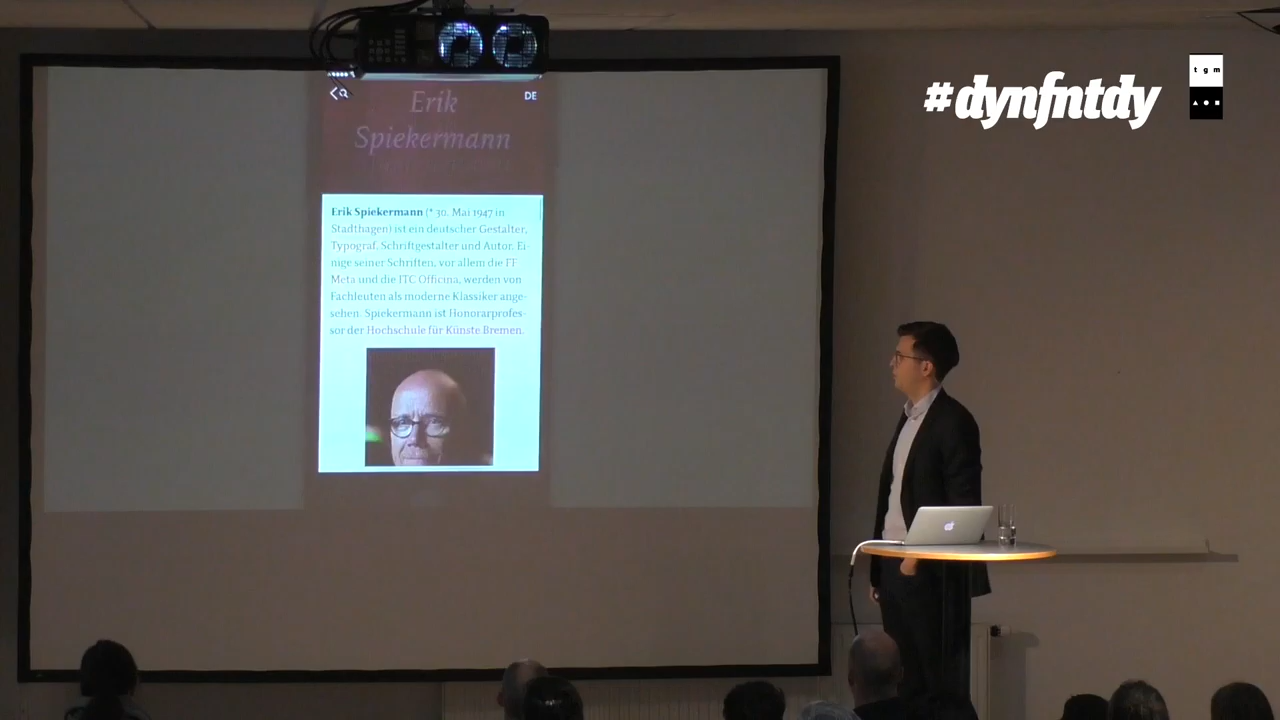 #dynfntdy
tgm
DE
Erik
Spiekermann
Erik Spiekermann (* 30. Mai 1947 in
Stadthagen) ist ein deutscher Gestalter,
Typograf, Schriftgestalter und Autor. Ei-
nige seiner Schriften, vor allem die FF
Meta und die ITC Officina, werden von
Fachleuten als moderne Klassiker ange-
sehen. Spiekermann ist Honorarprofes-
sor der Hochschule für Künste Bremen.